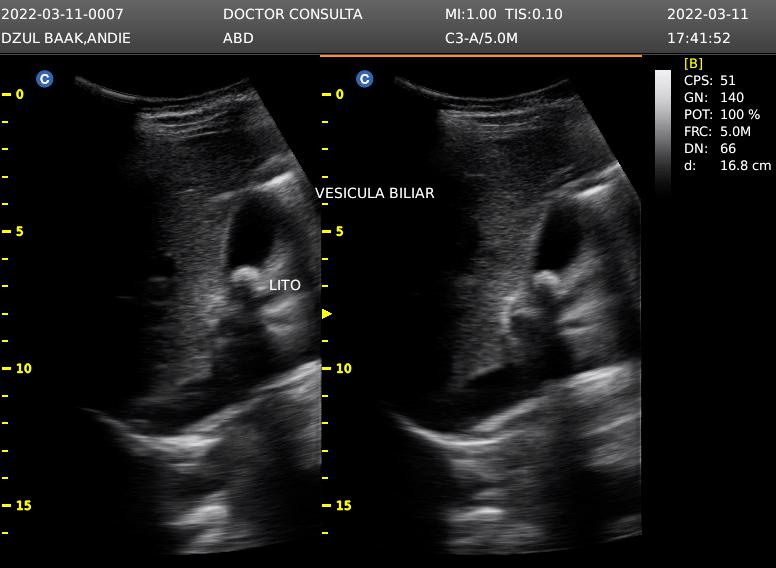 2022-03-11-0007 DOCTOR CONSULTA MI:1.00 TIS:0.10 2022-03-11
DZUL BAAK,ANDIE ABD C3-A/5.0M 17:41:52
C C
[B]
CPS: 51
GN: 140
POT: 100 %
FRC: 5.0M
DN: 66
d: 16.8 cm
0 0
VESICULA BILIAR
5 5
LITO
10 10
15 15